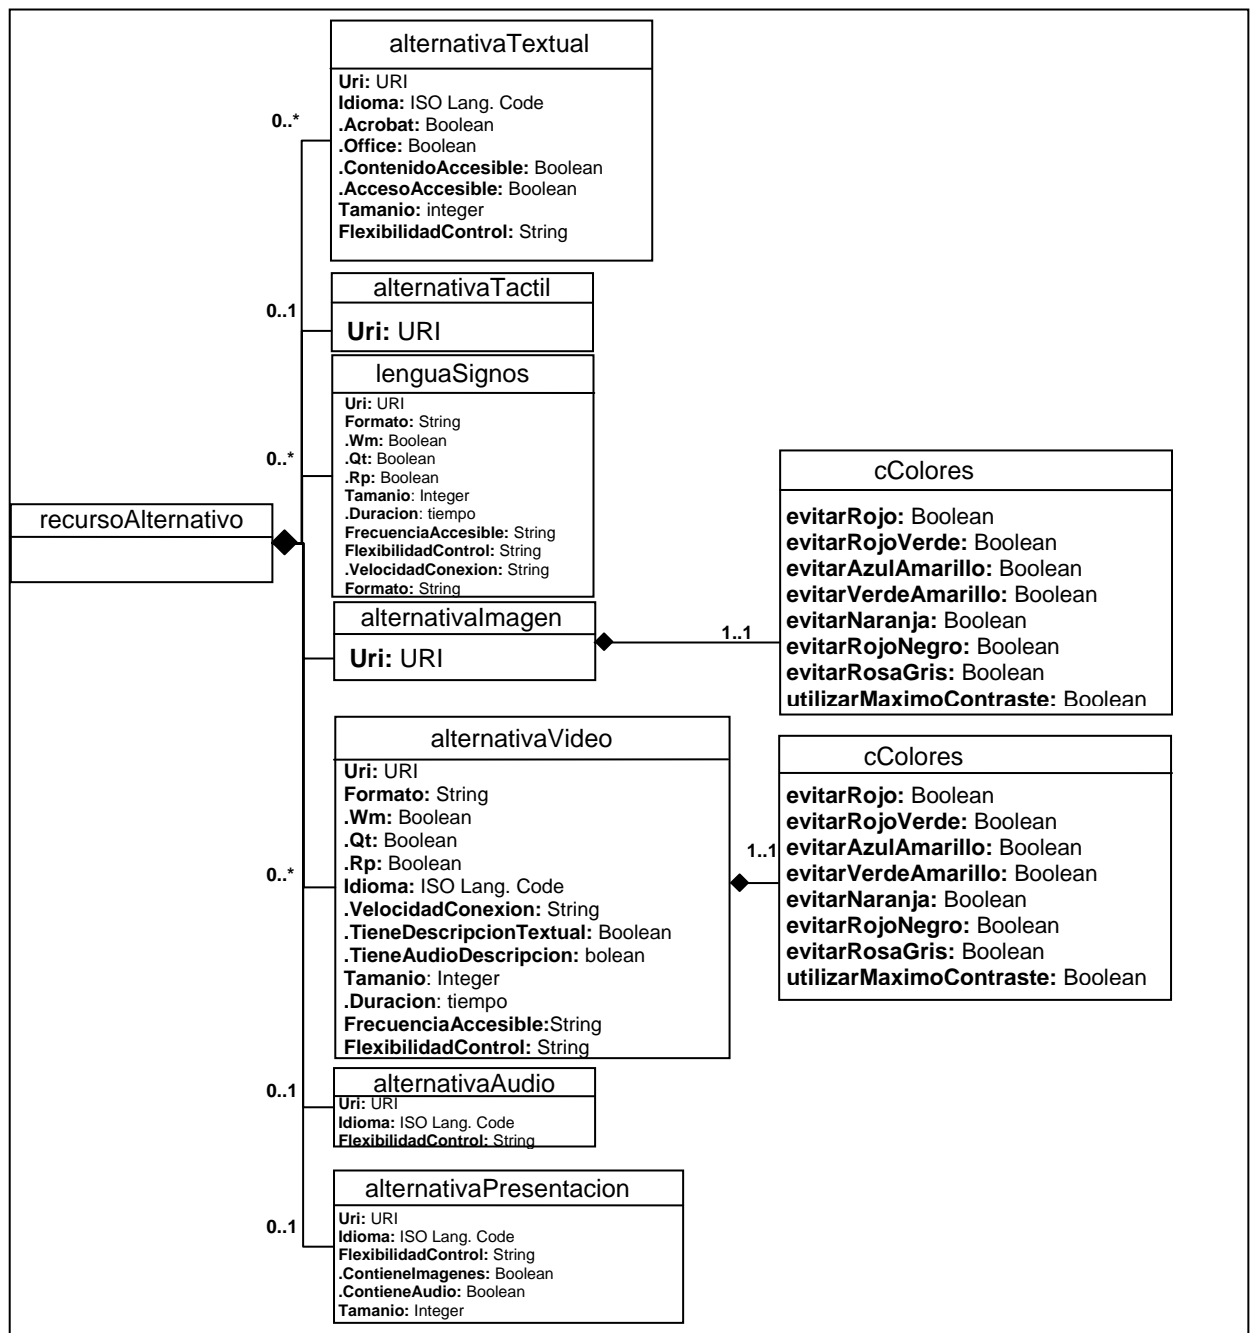 alternativaTextual
Uri: URI
Idioma: ISO Lang. Code
.Acrobat: Boolean
.Office: Boolean
.ContenidoAccesible: Boolean
.AccesoAccesible: Boolean
Tamanio: integer
FlexibilidadControl: String
0..*
alternativaTactil
Uri: URI
0..1
lenguaSignos
Uri: URI
Formato: String
.Wm: Boolean
.Qt: Boolean
.Rp: Boolean
Tamanio: Integer
.Duracion: tiempo
FrecuenciaAccesible: String
FlexibilidadControl: String
.VelocidadConexion: String
Formato: String
0..*
recursoAlternativo
alternativaImagen
Uri: URI
1..1
cColores
evitarRojo: Boolean
evitarRojoVerde: Boolean
evitarAzulAmarillo: Boolean
evitarVerdeAmarillo: Boolean
evitarNaranja: Boolean
evitarRojoNegro: Boolean
evitarRosaGris: Boolean
utilizarMaximoContraste: Boolean
alternativaVideo
Uri: URI
Formato: String
.Wm: Boolean
.Qt: Boolean
.Rp: Boolean
Idioma: ISO Lang. Code
.VelocidadConexion: String
.TieneDescripcionTextual: Boolean
.TieneAudioDescripcion: bolean
Tamanio: Integer
.Duracion: tiempo
FrecuenciaAccesible:String
FlexibilidadControl: String
0..*
1..1
cColores
evitarRojo: Boolean
evitarRojoVerde: Boolean
evitarAzulAmarillo: Boolean
evitarVerdeAmarillo: Boolean
evitarNaranja: Boolean
evitarRojoNegro: Boolean
evitarRosaGris: Boolean
utilizarMaximoContraste: Boolean
alternativaAudio
Uri: URI
Idioma: ISO Lang. Code
FlexibilidadControl: String
0..1
alternativaPresentacion
Uri: URI
Idioma: ISO Lang. Code
FlexibilidadControl: String
.ContieneImagenes: Boolean
.ContieneAudio: Boolean
Tamanio: Integer
0..1